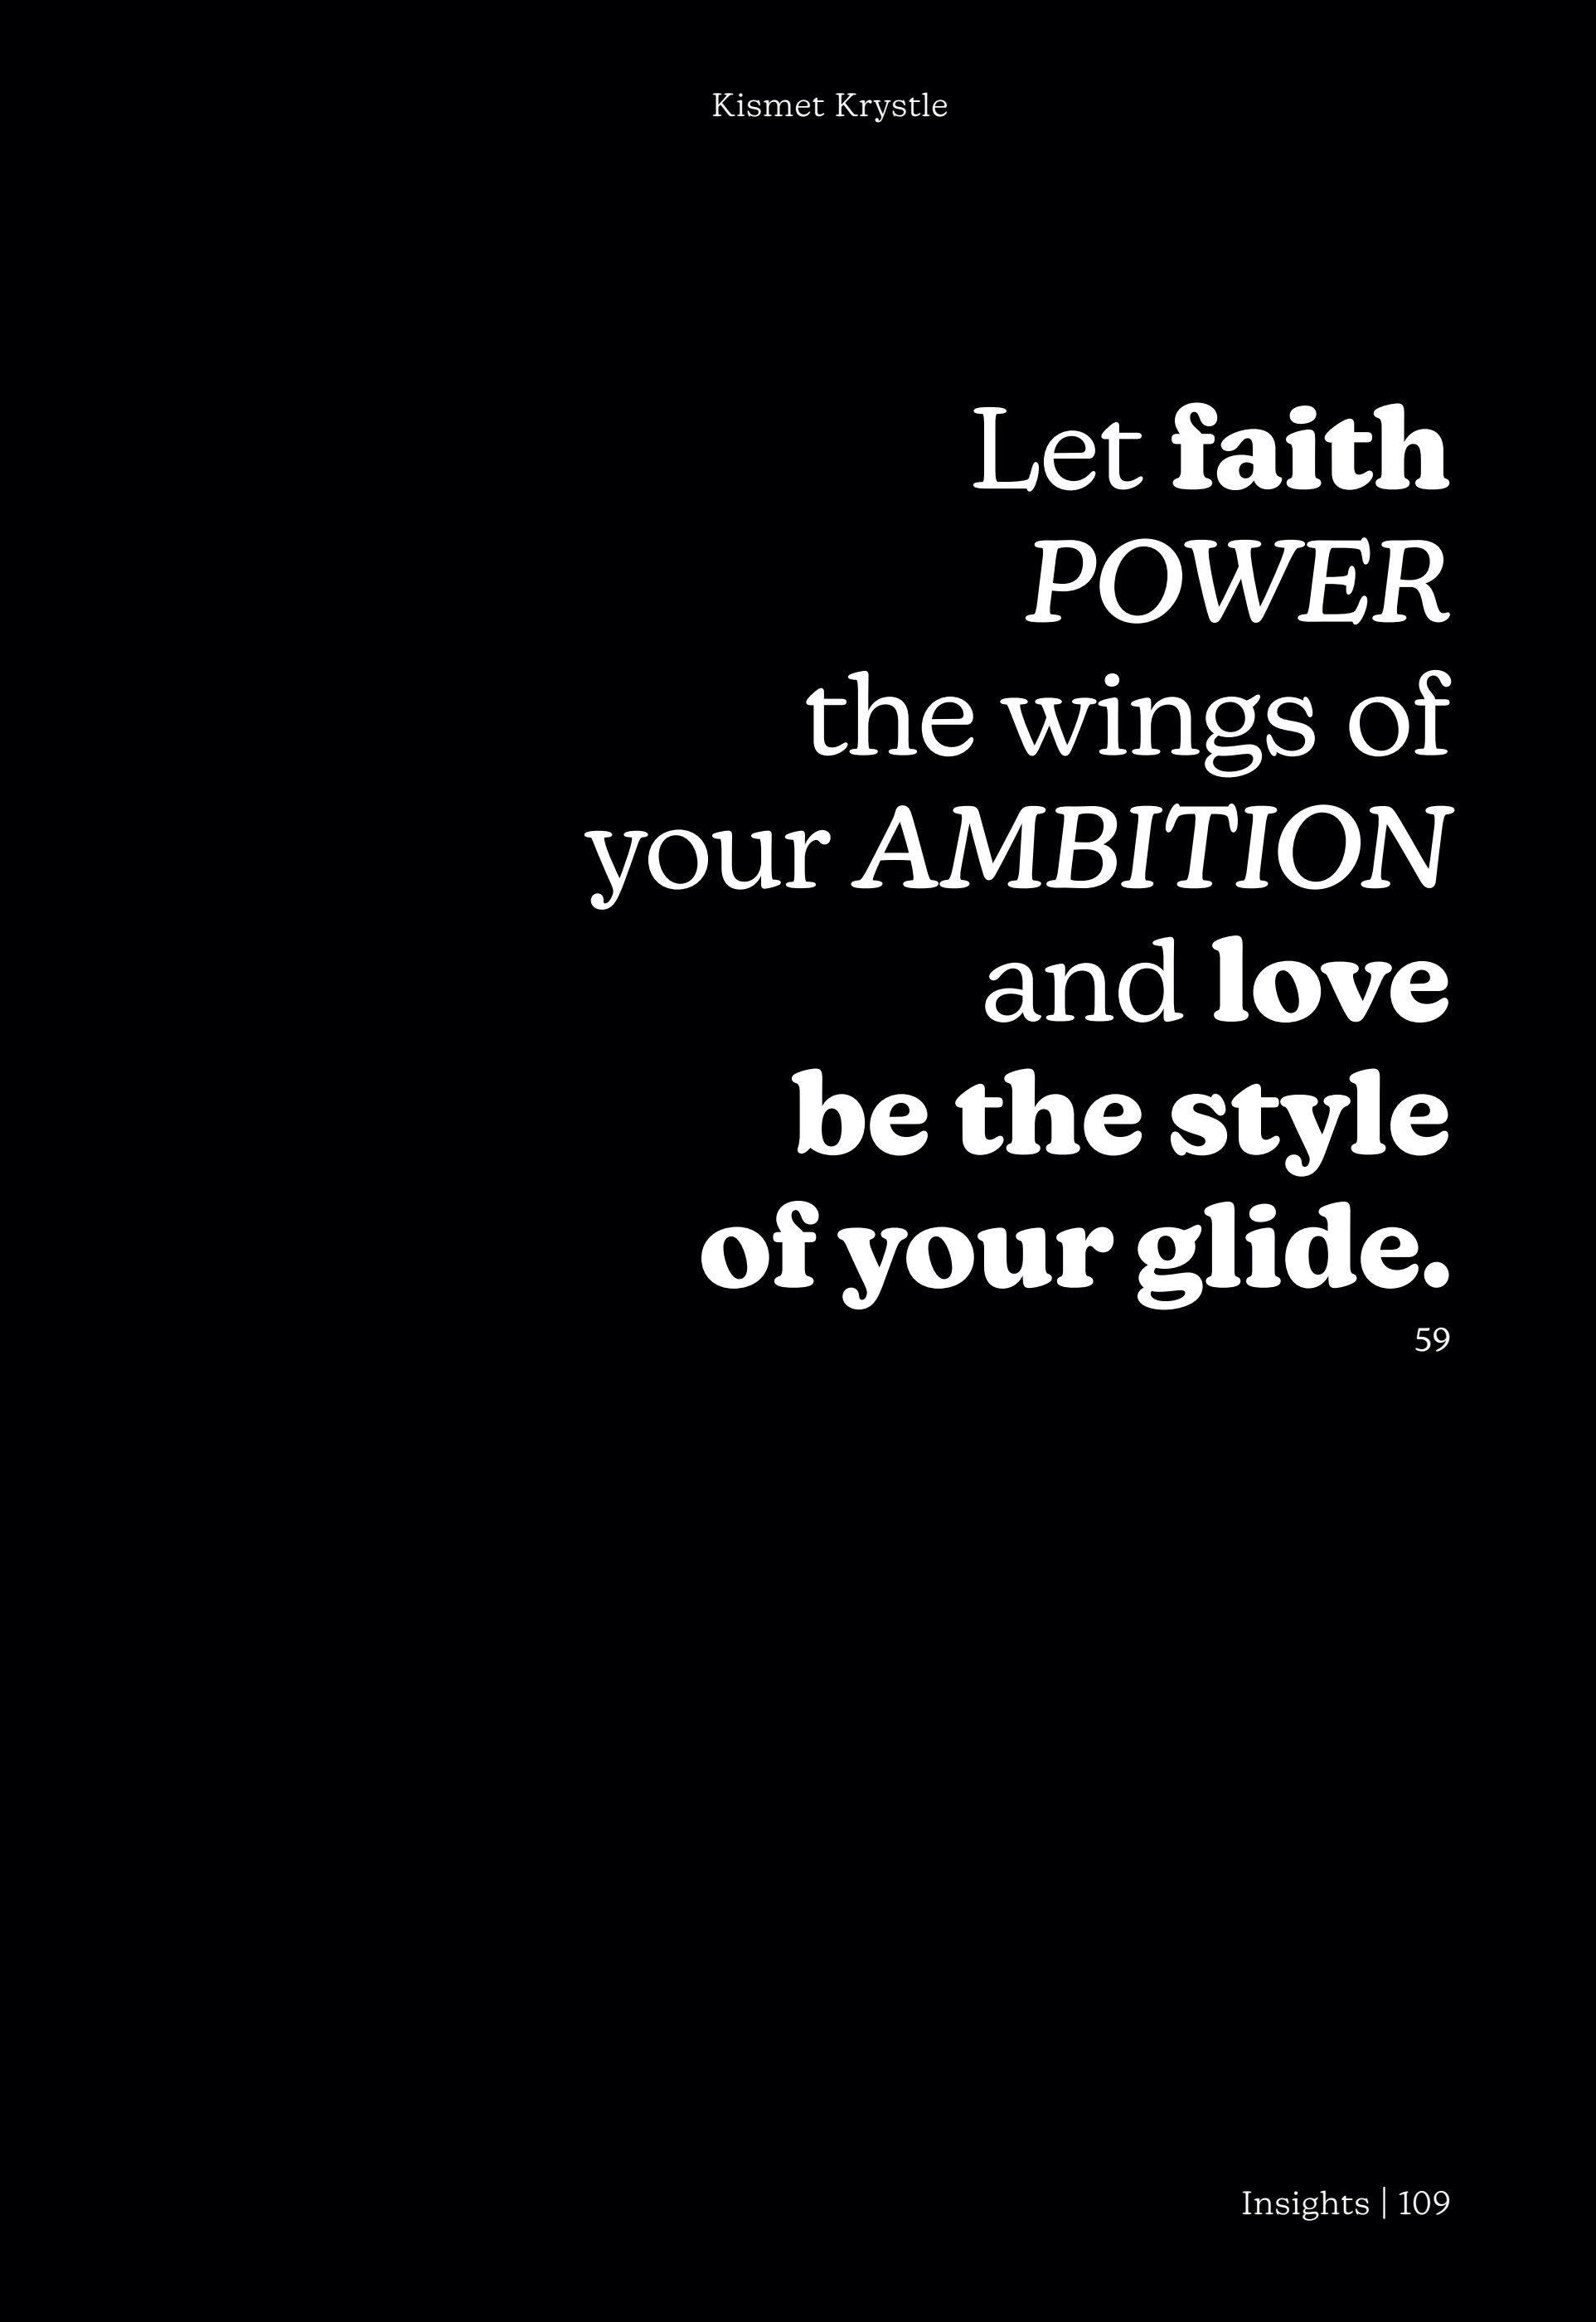 Kismet Krystle
Let faith
POWER
the wings of
your AMBITION
and love
be the style
of your glide.
59
Insights | 109